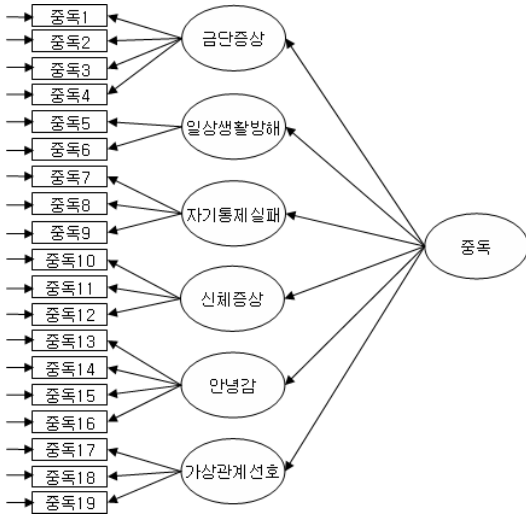 중독1
중독2
중독3
중독4
중독5
중독6
중독7
중독8
중독9
중독10
중독11
중독12
중독13
중독14
중독15
중독16
중독17
중독18
중독19
금단증상
일상생활방해
자기통제실패
신체증상
안녕감
가상관계선호
중독